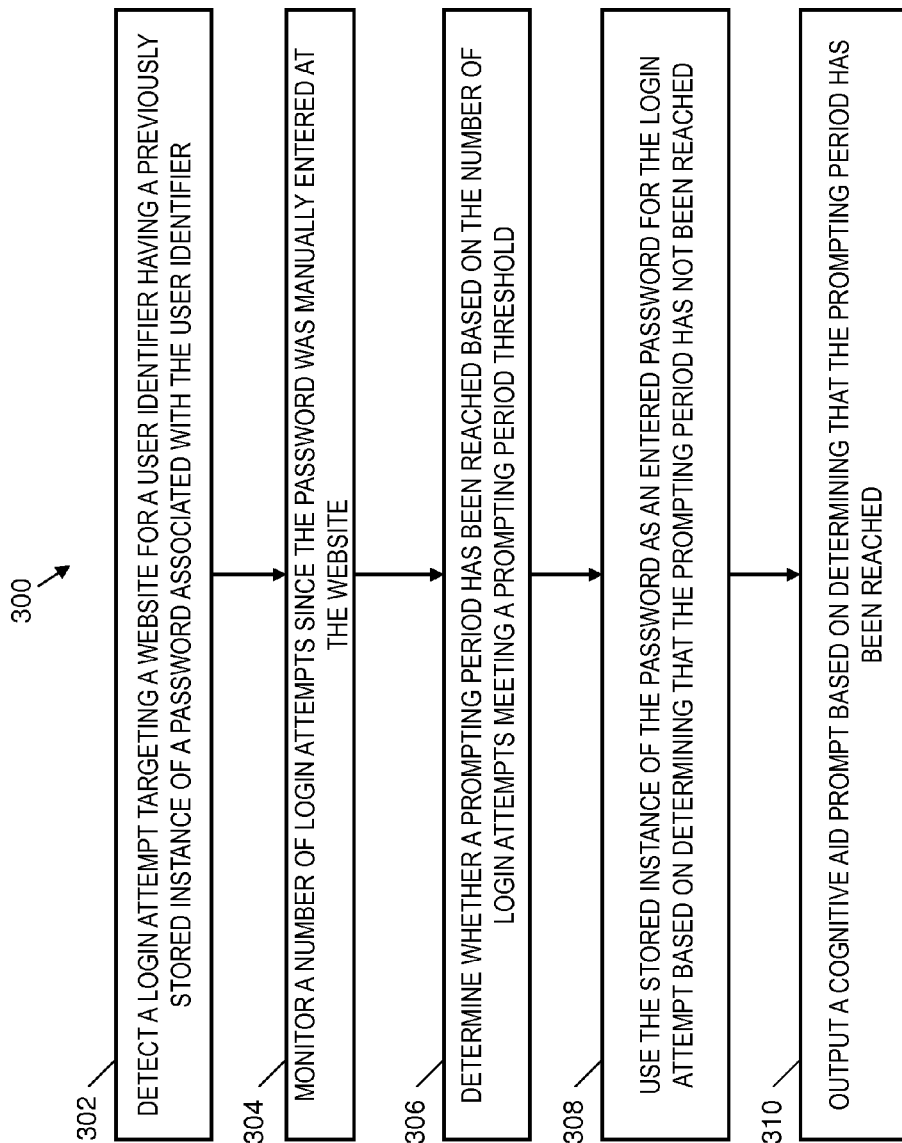 300
302
DETECT A LOGIN ATTEMPT TARGETING A WEBSITE FOR A USER IDENTIFIER HAVING A PREVIOUSLY
STORED INSTANCE OF A PASSWORD ASSOCIATED WITH THE USER IDENTIFIER
304
MONITOR A NUMBER OF LOGIN ATTEMPTS SINCE THE PASSWORD WAS MANUALLY ENTERED AT
THE WEBSITE
306
DETERMINE WHETHER A PROMPTING PERIOD HAS BEEN REACHED BASED ON THE NUMBER OF
LOGIN ATTEMPTS MEETING A PROMPTING PERIOD THRESHOLD
308
USE THE STORED INSTANCE OF THE PASSWORD AS AN ENTERED PASSWORD FOR THE LOGIN
ATTEMPT BASED ON DETERMINING THAT THE PROMPTING PERIOD HAS NOT BEEN REACHED
310
OUTPUT A COGNITIVE AID PROMPT BASED ON DETERMINING THAT THE PROMPTING PERIOD HAS
BEEN REACHED